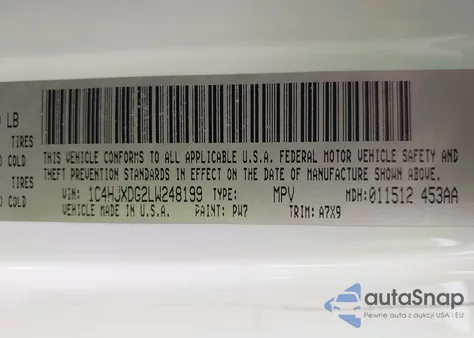 LB
TIRES
COLD
TIRES
COLD
THIS VEHICLE CONFORMS TO ALL APPLICABLE U.S.A. FEDERAL MOTOR VEHICLE SAFETY AND
THEFT PREVENTION STANDARDS IN EFFECT ON THE DATE OF MANUFACTURE SHOWN ABOVE.
VIN: 1C4HJXDG2LW248199 TYPE: MPV MDH:011512 453AA
VEHICLE MADE IN U.S.A. PAINT: PW7 TRIM: A7X9
autaSnap
Pewne auta z aukcji USA i EU